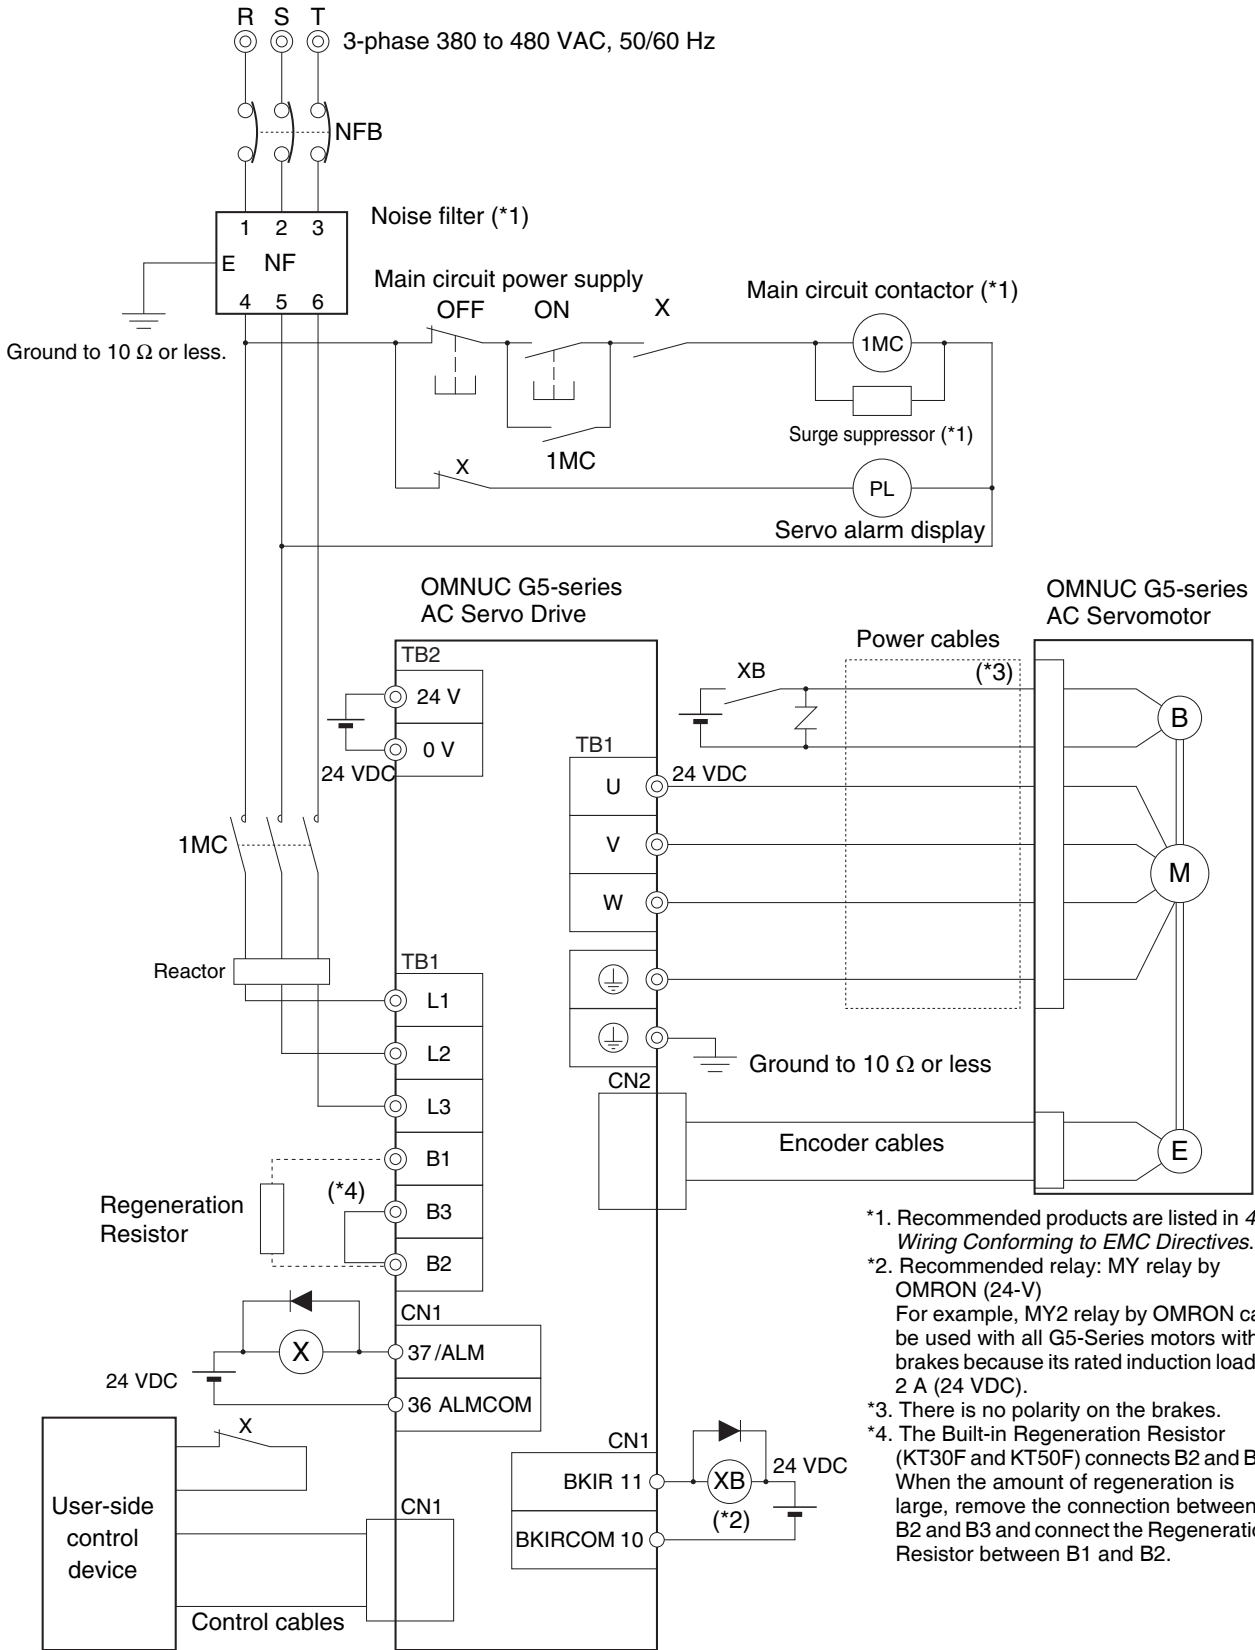 R S T
3-phase 380 to 480 VAC, 50/60 Hz
NFB
Noise filter (*1)
1 2 3
E NF
4 5 6
Ground to 10 Ω or less.
Main circuit power supply
OFF ON X
Main circuit contactor (*1)
1MC
Surge suppressor (*1)
1MC
X
PL
Servo alarm display
OMNUC G5-series
AC Servo Drive
OMNUC G5-series
AC Servomotor
TB2
24 V
0 V
24 VDC
XB
Power cables
(*3)
B
24 VDC
TB1
U
V
W
M
1MC
Reactor
TB1
L1
L2
L3
B1
B3
B2
Ground to 10 Ω or less
CN2
Encoder cables
E
Regeneration
Resistor
(*4)
CN1
37 /ALM
36 ALMCOM
X
24 VDC
X
User-side
control
device
CN1
Control cables
CN1
BKIR 11
BKIRCOM 10
XB
(*2)
24 VDC
*1. Recommended products are listed in 4
Wiring Conforming to EMC Directives.
*2. Recommended relay: MY relay by
OMRON (24-V)
For example, MY2 relay by OMRON ca
be used with all G5-Series motors with
brakes because its rated induction load
2 A (24 VDC).
*3. There is no polarity on the brakes.
*4. The Built-in Regeneration Resistor
(KT30F and KT50F) connects B2 and B
When the amount of regeneration is
large, remove the connection between
B2 and B3 and connect the Regeneratio
Resistor between B1 and B2.